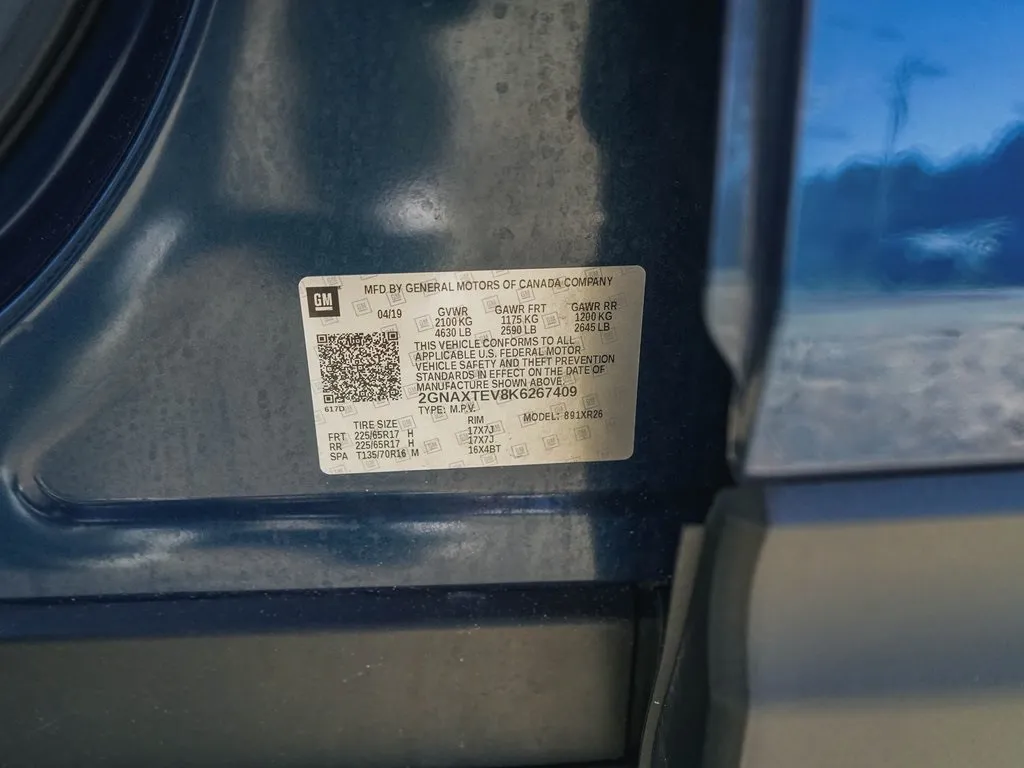 GM
MFD BY GENERAL MOTORS OF CANADA COMPANY
04/19
GVWR GAWR FRT GAWR RR
2100 KG 1175 KG 1200 KG
4630 LB 2590 LB 2645 LB
THIS VEHICLE CONFORMS TO ALL
APPLICABLE U.S. FEDERAL MOTOR
VEHICLE SAFETY AND THEFT PREVENTION
STANDARDS IN EFFECT ON THE DATE OF
MANUFACTURE SHOWN ABOVE.
2GNAXTEV8K6267409
617D
TYPE: M.P.V. MODEL: 891XR26
TIRE SIZE RIM
FRT 225/65R17 H 17X7J
RR 225/65R17 H 17X7J
SPA T135/70R16 M 16X4BT